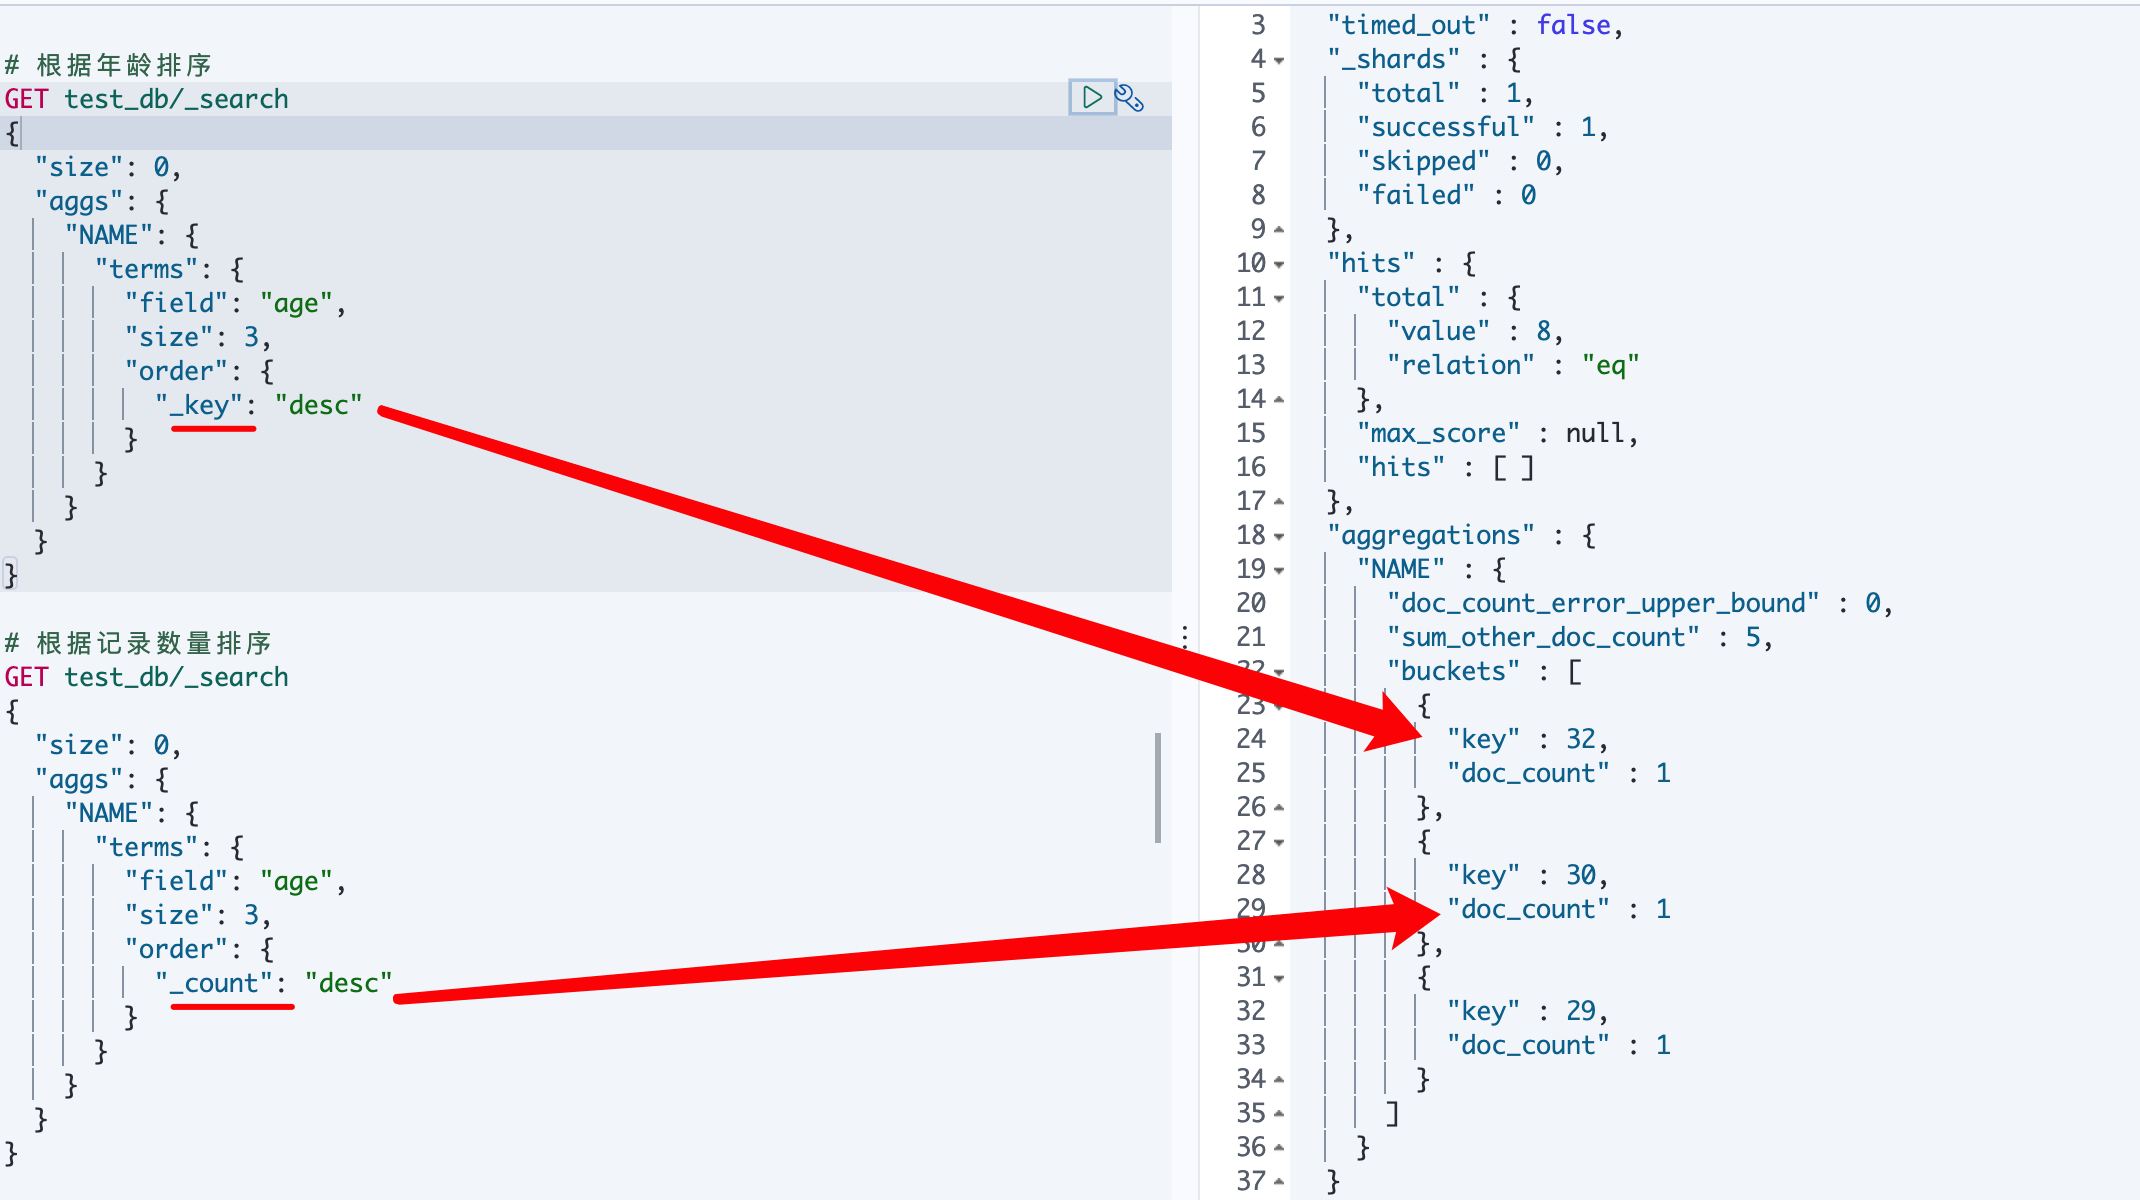 # 根据年龄排序
GET test_db/_search
{
  "size": 0,
  "aggs": {
    "NAME": {
      "terms": {
        "field": "age",
        "size": 3,
        "order": {
          "_key": "desc"
        }
      }
    }
  }
}
# 根据记录数量排序
GET test_db/_search
{
  "size": 0,
  "aggs": {
    "NAME": {
      "terms": {
        "field": "age",
        "size": 3,
        "order": {
          "_count": "desc"
        }
      }
    }
  }
}
3 "timed_out" : false,
4 "_shards" : {
5 "total" : 1,
6 "successful" : 1,
7 "skipped" : 0,
8 "failed" : 0
9 },
10 "hits" : {
11 "total" : {
12 "value" : 8,
13 "relation" : "eq"
14 },
15 "max_score" : null,
16 "hits" : [ ]
17 },
18 "aggregations" : {
19 "NAME" : {
20 "doc_count_error_upper_bound" : 0,
21 "sum_other_doc_count" : 5,
22 "buckets" : [
23 {
24 "key" : 32,
25 "doc_count" : 1
26 },
27 {
28 "key" : 30,
29 "doc_count" : 1
30 },
31 {
32 "key" : 29,
33 "doc_count" : 1
34 }
35 ]
36 }
37 }